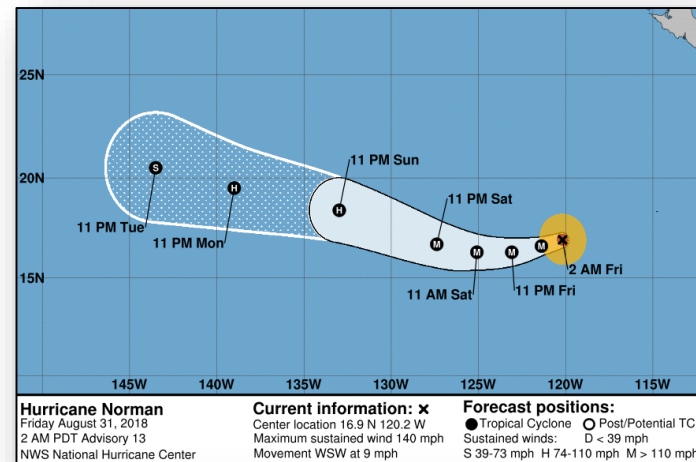 25N
20N
15N
11 PM Sun
11 PM Sat
11 PM Tue
11 PM Mon
2 AM Fri
11 AM Sat
11 PM Fri
S
H
H
M
M
M
M
145W 140W 135W 130W 125W 120W 115W
Hurricane Norman
Friday August 31, 2018
2 AM PDT Advisory 13
NWS National Hurricane Center
Current information: ×
Center location 16.9 N 120.2 W
Maximum sustained wind 140 mph
Movement WSW at 9 mph
Forecast positions:
● Tropical Cyclone ○ Post/Potential TC
Sustained winds: D < 39 mph
S 39-73 mph H 74-110 mph M > 110 mph